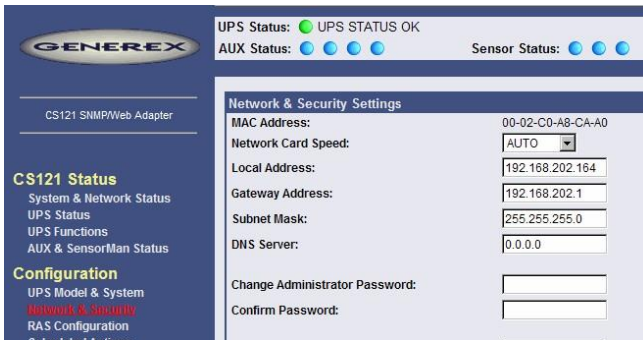 GENEREX
UPS Status: UPS STATUS OK
AUX Status: Sensor Status:
CS121 SNMP/Web Adapter
CS121 Status
System & Network Status
UPS Status
UPS Functions
AUX & SensorMan Status
Configuration
UPS Model & System
Network & Security
RAS Configuration
Network & Security Settings
MAC Address: 00-02-C0-A8-CA-A0
Network Card Speed: AUTO
Local Address: 192.168.202.164
Gateway Address: 192.168.202.1
Subnet Mask: 255.255.255.0
DNS Server: 0.0.0.0
Change Administrator Password:
Confirm Password: